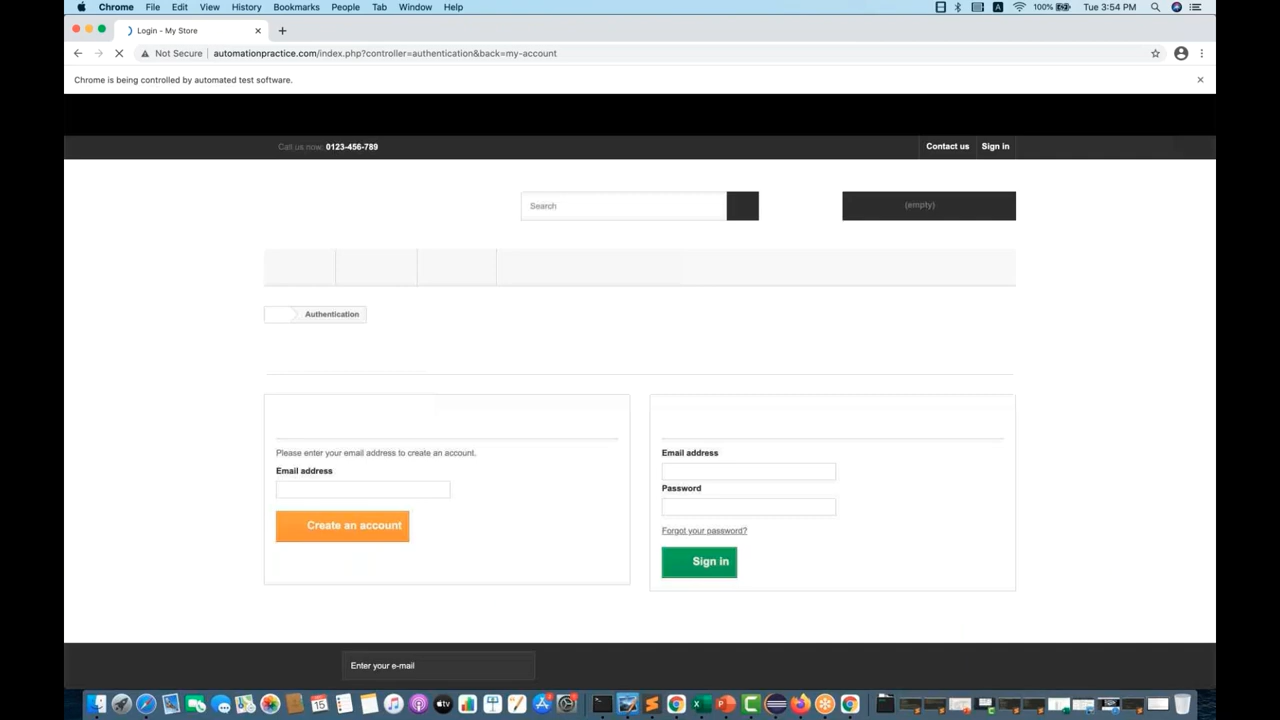 Chrome File Edit View History Bookmarks People Tab Window Help
A 100% Tue 3:54 PM
Login - My Store
Not Secure automationpractice.com/index.php?controller=authentication&back=my-account
Chrome is being controlled by automated test software.
Call us now: 0123-456-789
Contact us Sign in
Search
(empty)
Authentication
Please enter your email address to create an account.
Email address
Create an account
Email address
Password
Forgot your password?
Sign in
Enter your e-mail